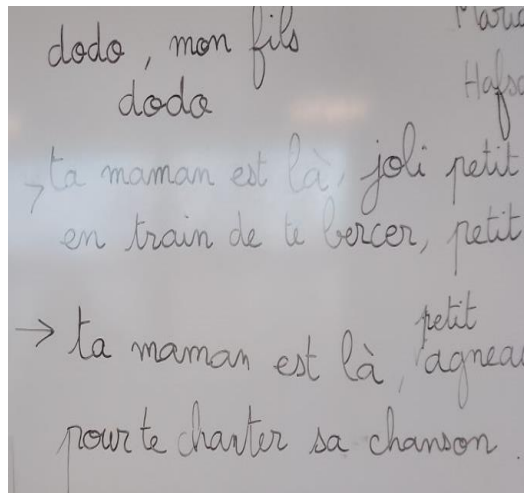 dodo, mon fils
dodo
→ ta maman est là, joli petit
en train de te bercer, petit
→ ta maman est là, petit agneau
pour te chanter sa chanson.